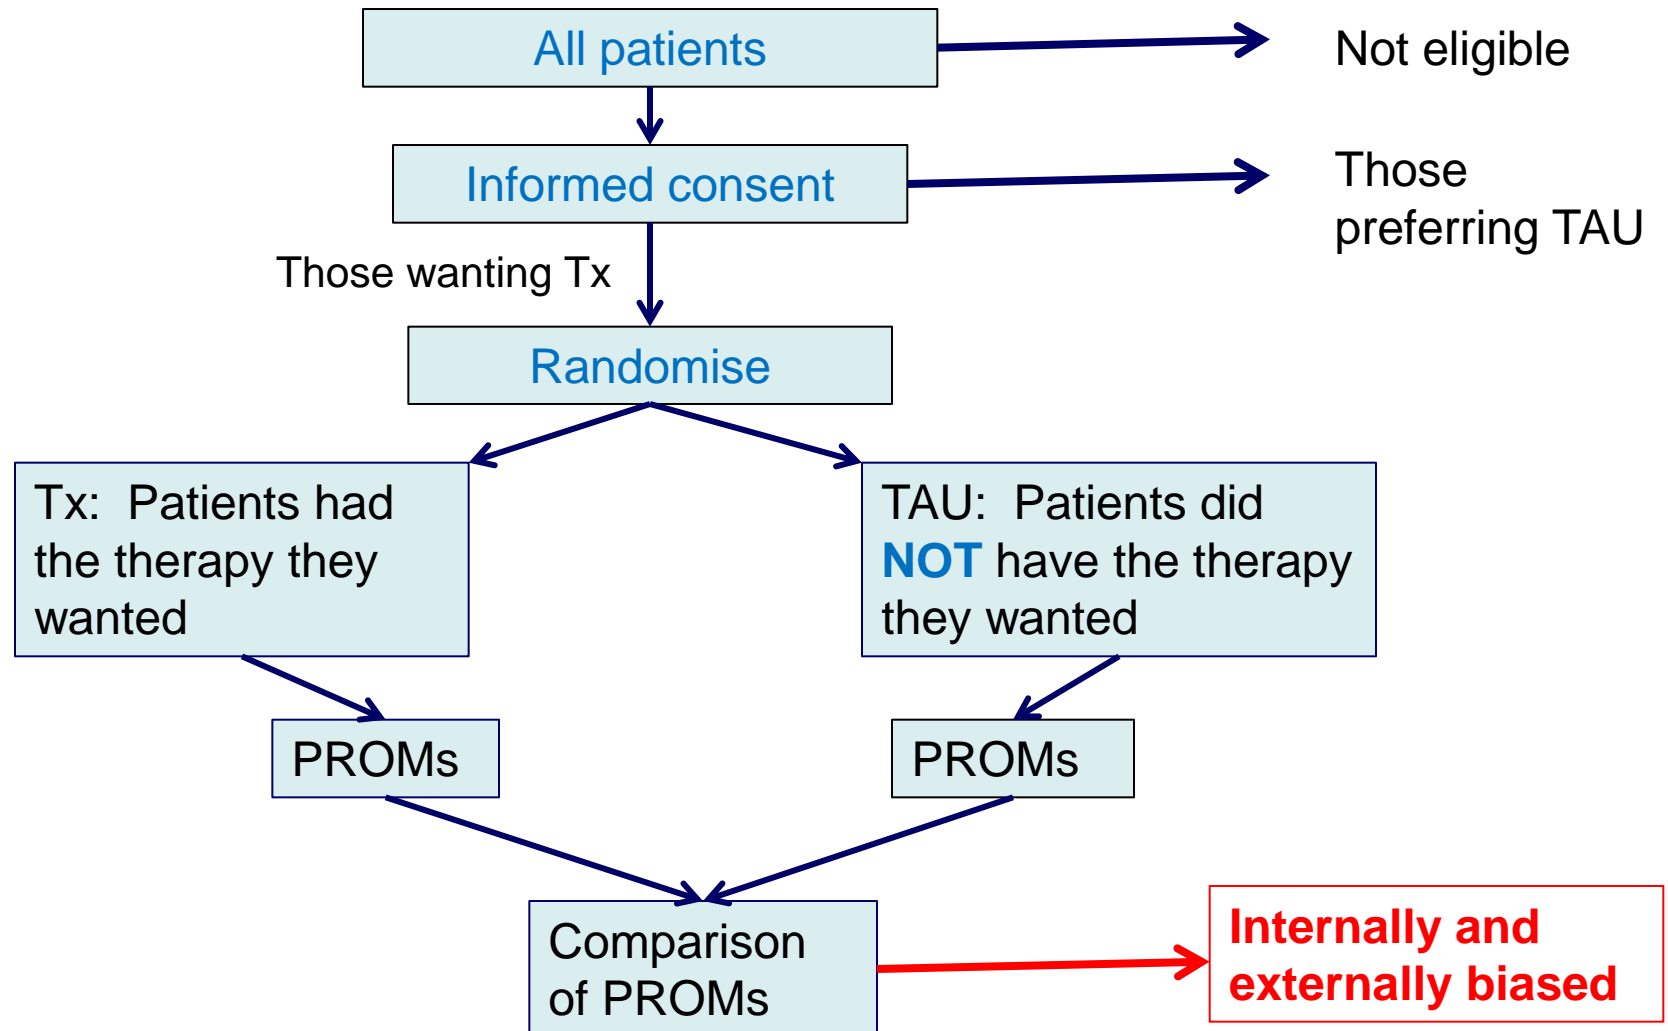 All patients
Not eligible
Informed consent
Those
preferring TAU
Those wanting Tx
Randomise
Tx:  Patients had
the therapy they
wanted
TAU:  Patients did
NOT have the therapy
they wanted
PROMs
PROMs
Comparison
of PROMs
Internally and
externally biased